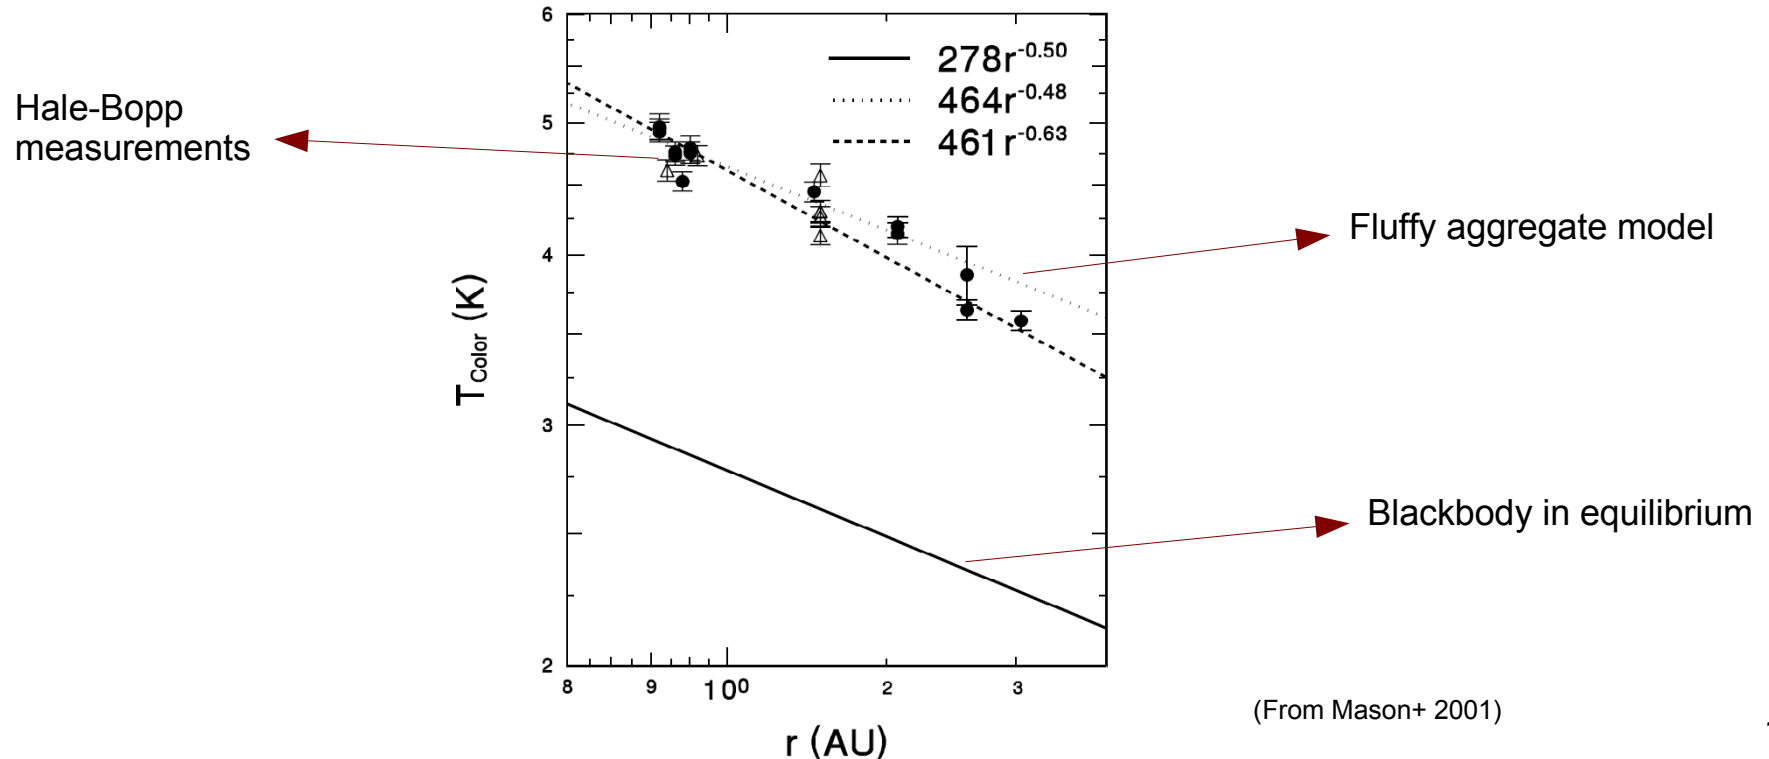 6
278r^-0.50
464r^-0.48
461r^-0.63
Hale-Bopp
measurements
5
Fluffy aggregate model
4
T_Color (K)
3
Blackbody in equilibrium
2
8 9 10^0 2 3
(From Mason+ 2001)
r (AU)